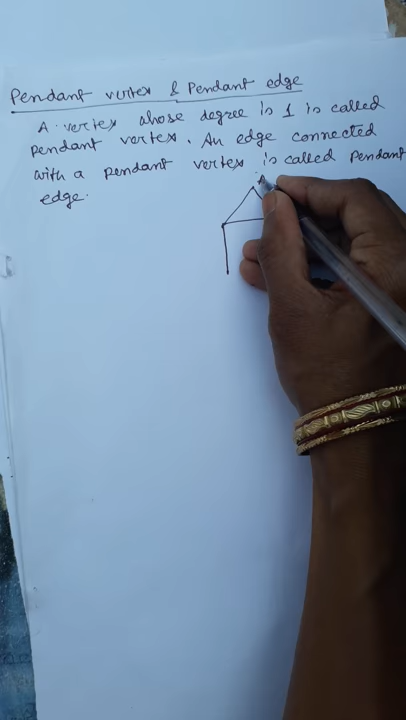 Pendant vertex & Pendant edge
A vertex whose degree is 1 is called
pendant vertex. An edge connected
with a pendant vertex is called pendant
edge.
A